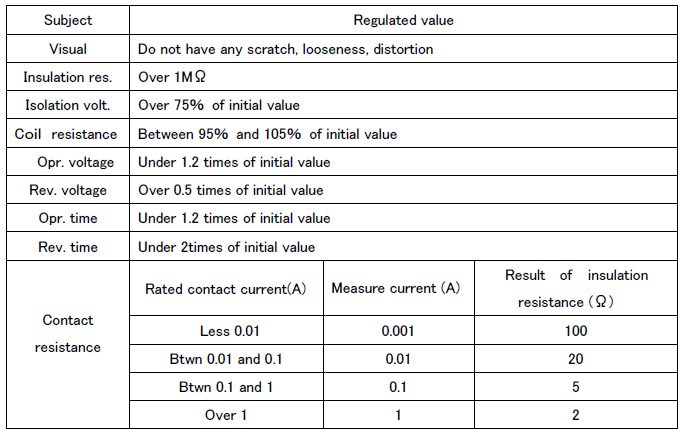 Subject Regulated value
Visual Do not have any scratch, looseness, distortion
Insulation res. Over 1MΩ
Isolation volt. Over 75% of initial value
Coil resistance Between 95% and 105% of initial value
Opr. voltage Under 1.2 times of initial value
Rev. voltage Over 0.5 times of initial value
Opr. time Under 1.2 times of initial value
Rev. time Under 2times of initial value
Contact
resistance
Rated contact current(A) Measure current (A) Result of insulation
resistance (Ω)
Less 0.01 0.001 100
Btwn 0.01 and 0.1 0.01 20
Btwn 0.1 and 1 0.1 5
Over 1 1 2